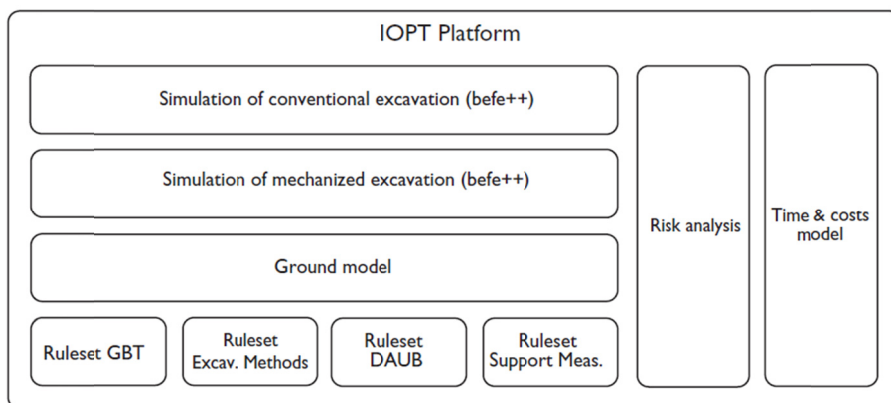 IOPT Platform
Simulation of conventional excavation (befe++)
Simulation of mechanized excavation (befe++)
Ground model
Ruleset GBT
Ruleset
Excav. Methods
Ruleset
DAUB
Ruleset
Support Meas.
Risk analysis
Time & costs
model